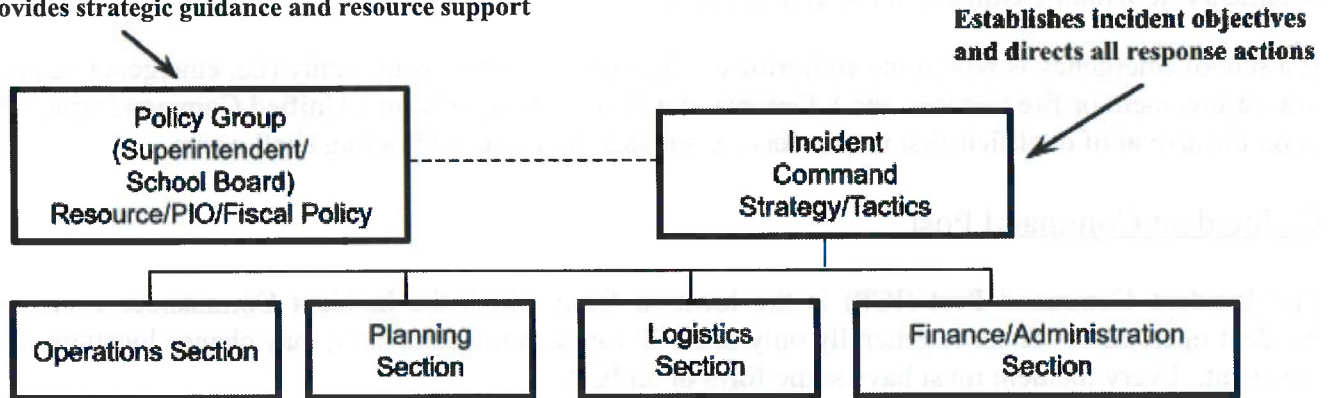 ovides strategic guidance and resource support
Establishes incident objectives
and directs all response actions
Policy Group
(Superintendent/
School Board)
Resource/PIO/Fiscal Policy
Incident
Command
Strategy/Tactics
Operations Section
Planning
Section
Logistics
Section
Finance/Administration
Section